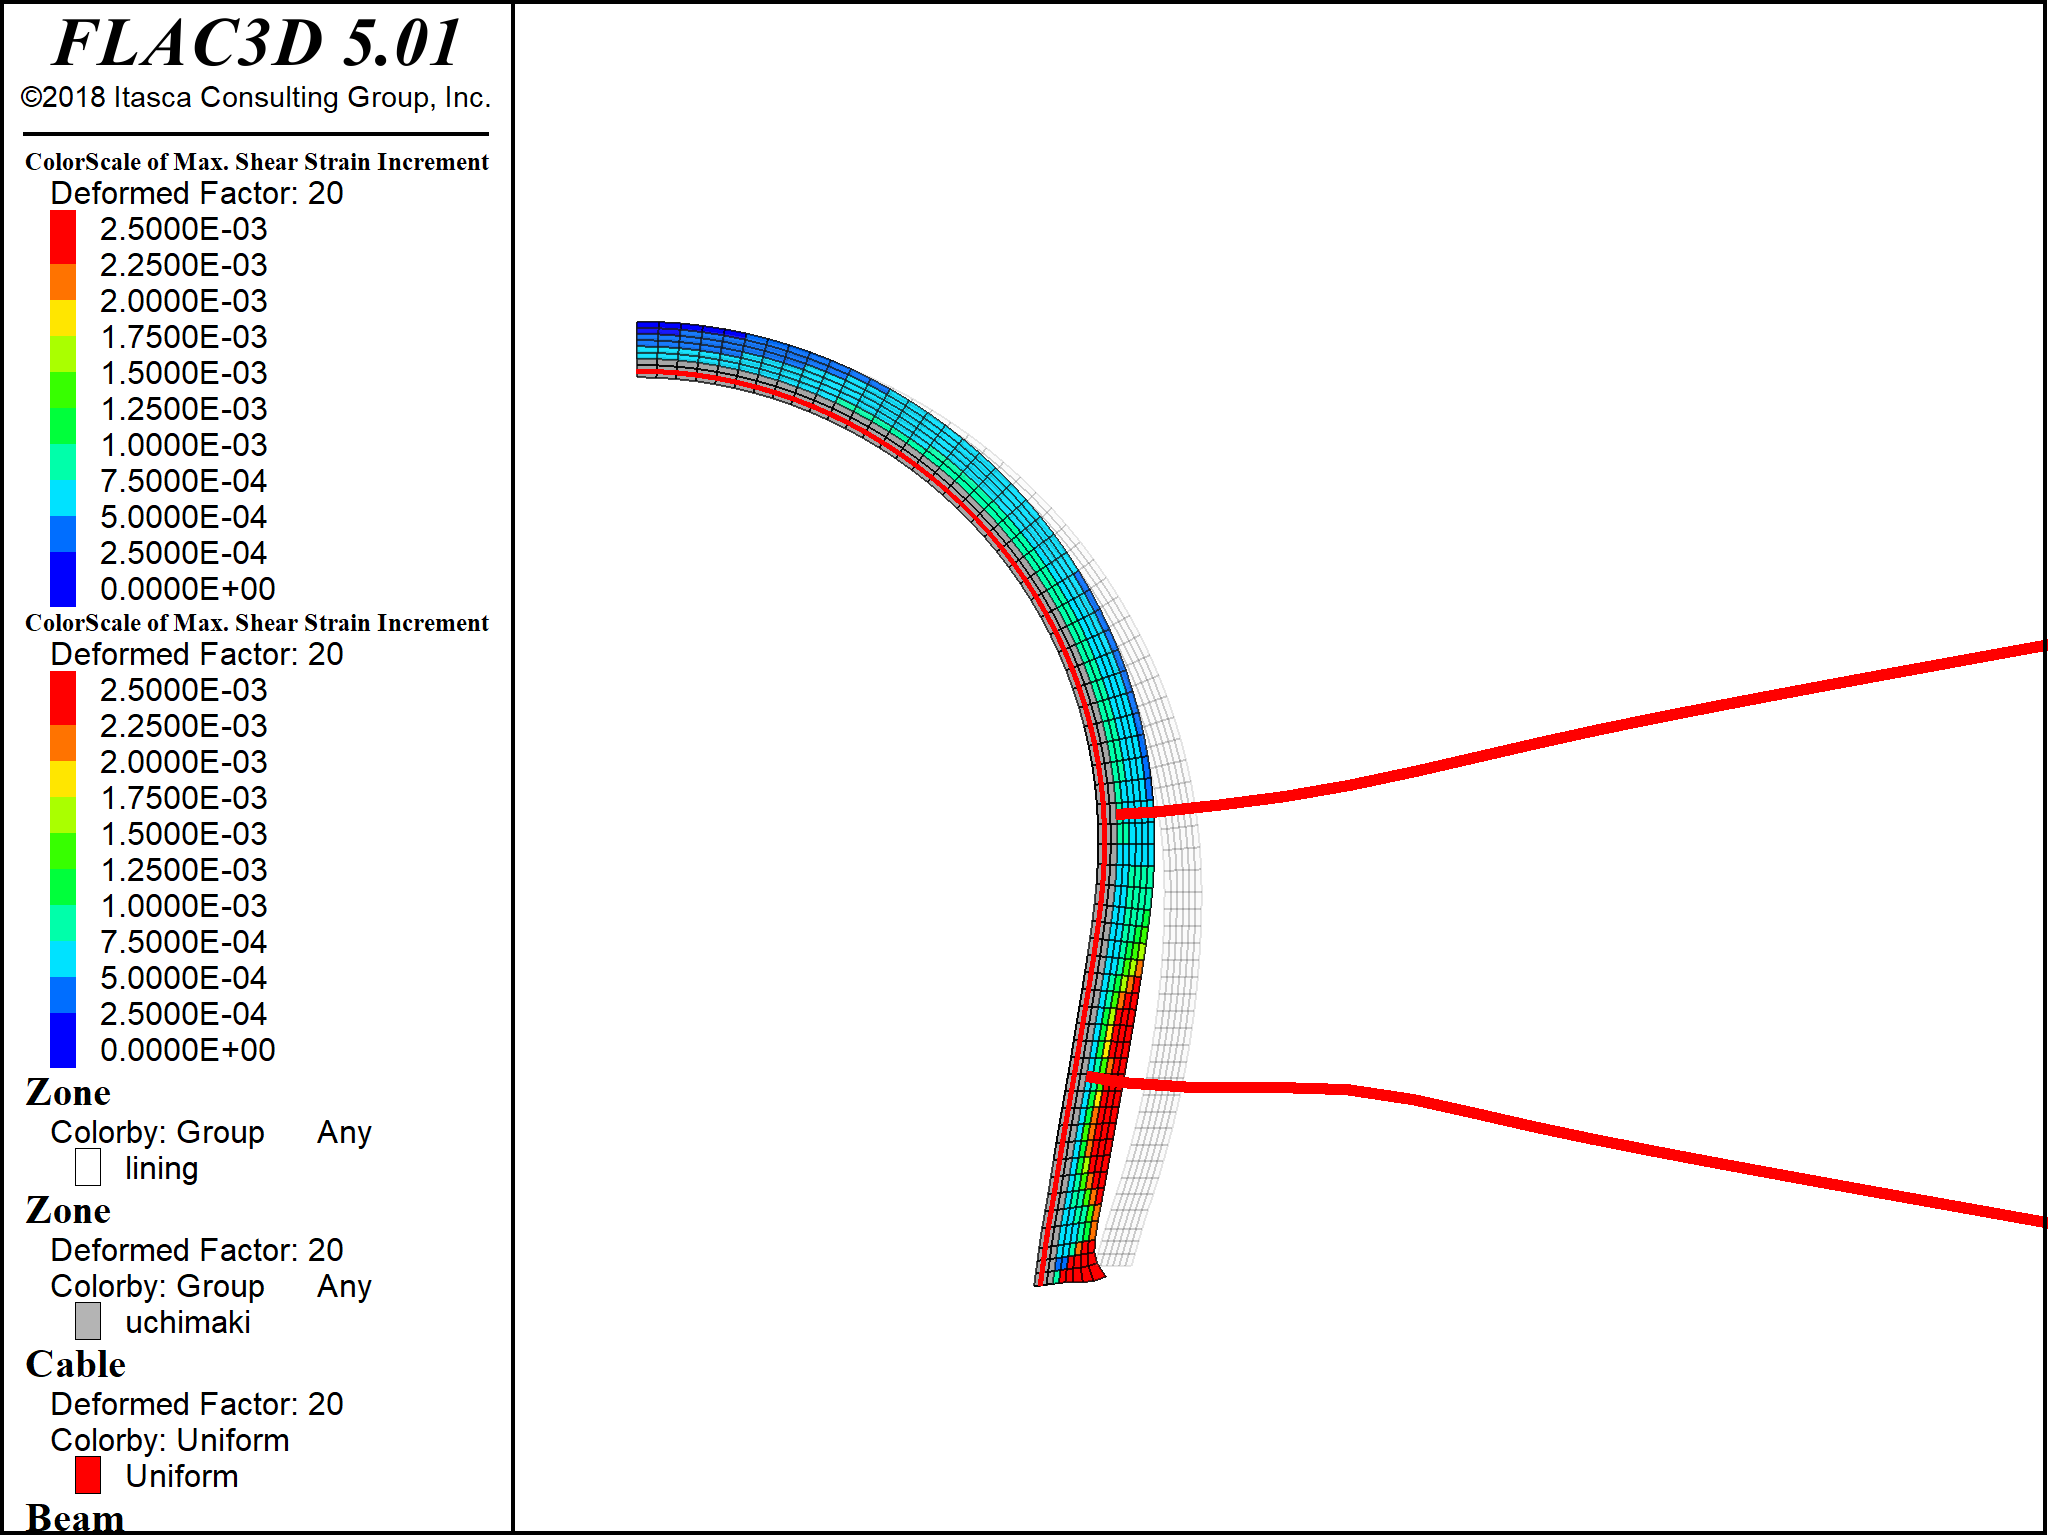 FLAC3D 5.01
©2018 Itasca Consulting Group, Inc.
ColorScale of Max. Shear Strain Increment
Deformed Factor: 20
2.5000E-03
2.2500E-03
2.0000E-03
1.7500E-03
1.5000E-03
1.2500E-03
1.0000E-03
7.5000E-04
5.0000E-04
2.5000E-04
0.0000E+00
ColorScale of Max. Shear Strain Increment
Deformed Factor: 20
2.5000E-03
2.2500E-03
2.0000E-03
1.7500E-03
1.5000E-03
1.2500E-03
1.0000E-03
7.5000E-04
5.0000E-04
2.5000E-04
0.0000E+00
Zone
Colorby: Group Any
lining
Zone
Deformed Factor: 20
Colorby: Group Any
uchimaki
Cable
Deformed Factor: 20
Colorby: Uniform
Uniform
Beam